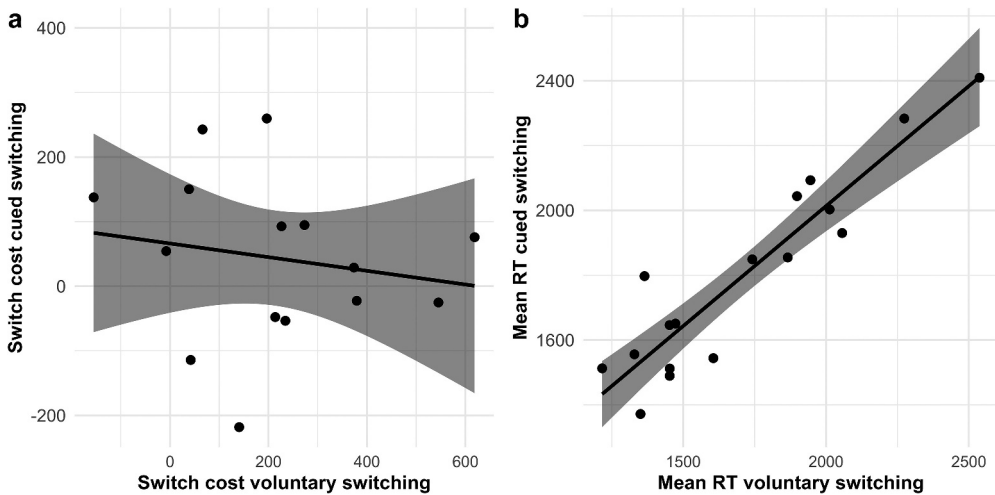 a
400
200
0
-200
Switch cost cued switching
0 200 400 600
Switch cost voluntary switching
b
2400
2000
1600
Mean RT cued switching
1500 2000 2500
Mean RT voluntary switching